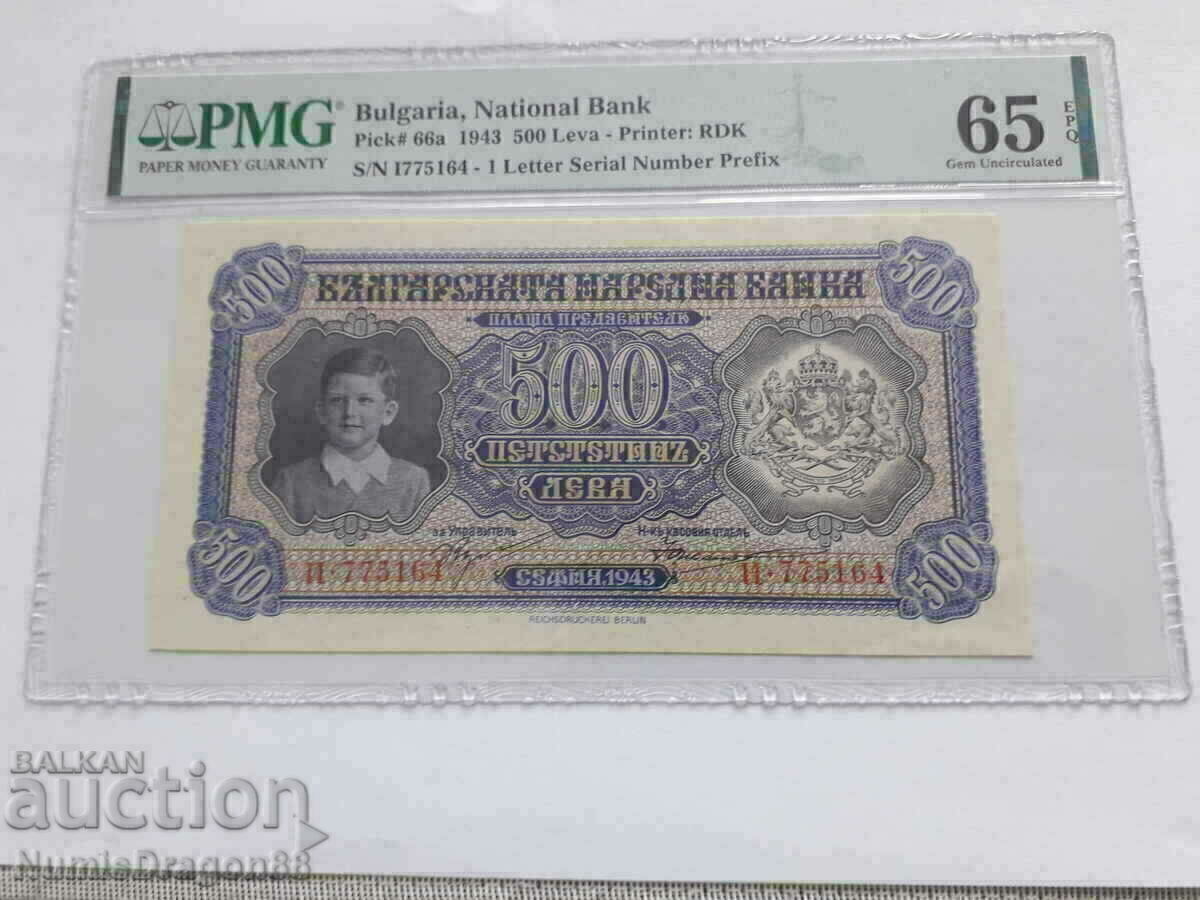 PMG®
PAPER MONEY GUARANTY
Bulgaria, National Bank
Pick# 66a 1943 500 Leva - Printer: RDK
S/N I775164 - 1 Letter Serial Number Prefix
65 EPQ
Gem Uncirculated
500 500
БЪЛГАРСКАТА НАРОДНА БАНКА
ПЛАЩА ПРЕДЯВИТЕЛЮ
500
ПЕТСТОТИНЪ
ЛЕВА
за Управитель Н-къ касовия отдѣлъ
И·775164 И·775164
СОФИЯ, 1943
500 500
REICHSDRUCKEREI BERLIN
BALKAN
auction
NumisDragon88